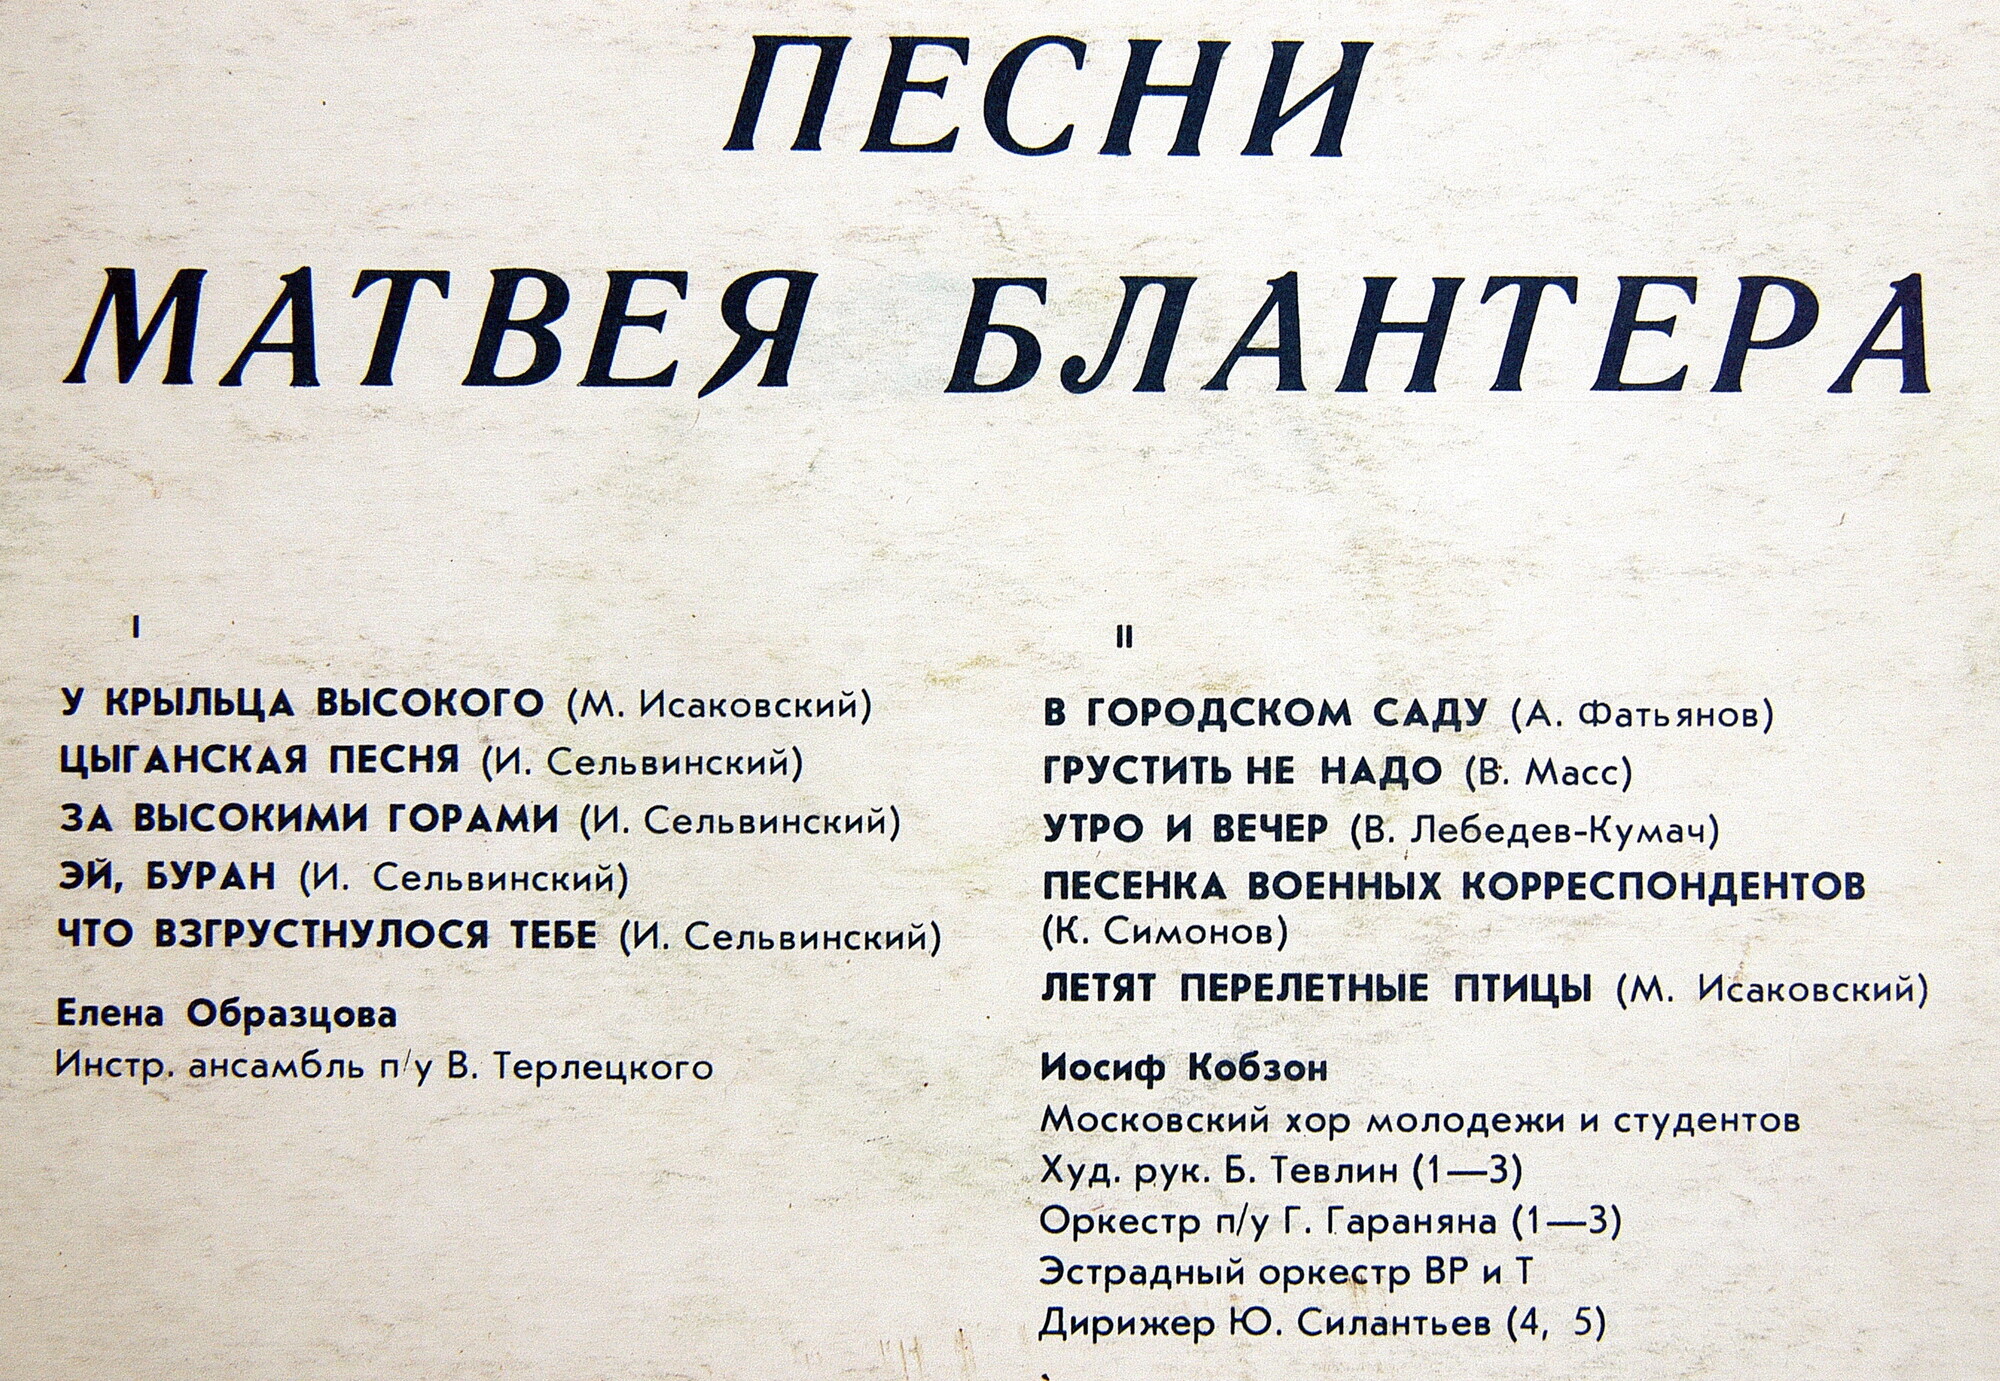 ПЕСНИ
МАТВЕЯ БЛАНТЕРА
I
У КРЫЛЬЦА ВЫСОКОГО (М. Исаковский)
ЦЫГАНСКАЯ ПЕСНЯ (И. Сельвинский)
ЗА ВЫСОКИМИ ГОРАМИ (И. Сельвинский)
ЭЙ, БУРАН (И. Сельвинский)
ЧТО ВЗГРУСТНУЛОСЯ ТЕБЕ (И. Сельвинский)
Елена Образцова
Инстр. ансамбль п/у В. Терлецкого
II
В ГОРОДСКОМ САДУ (А. Фатьянов)
ГРУСТИТЬ НЕ НАДО (В. Масс)
УТРО И ВЕЧЕР (В. Лебедев-Кумач)
ПЕСЕНКА ВОЕННЫХ КОРРЕСПОНДЕНТОВ
(К. Симонов)
ЛЕТЯТ ПЕРЕЛЕТНЫЕ ПТИЦЫ (М. Исаковский)
Иосиф Кобзон
Московский хор молодежи и студентов
Худ. рук. Б. Тевлин (1—3)
Оркестр п/у Г. Гараняна (1—3)
Эстрадный оркестр ВР и Т
Дирижер Ю. Силантьев (4, 5)